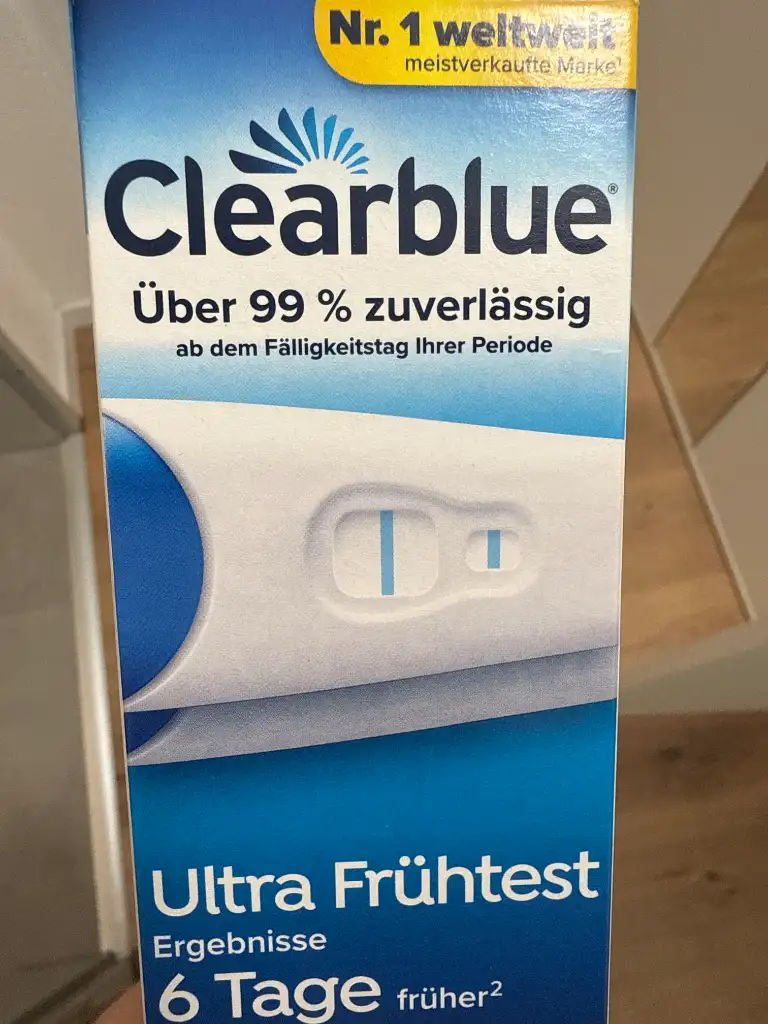 Nr. 1 weltweit
meistverkaufte Marke¹
Clearblue®
Über 99 % zuverlässig
ab dem Fälligkeitstag Ihrer Periode
Ultra Frühtest
Ergebnisse
6 Tage früher²